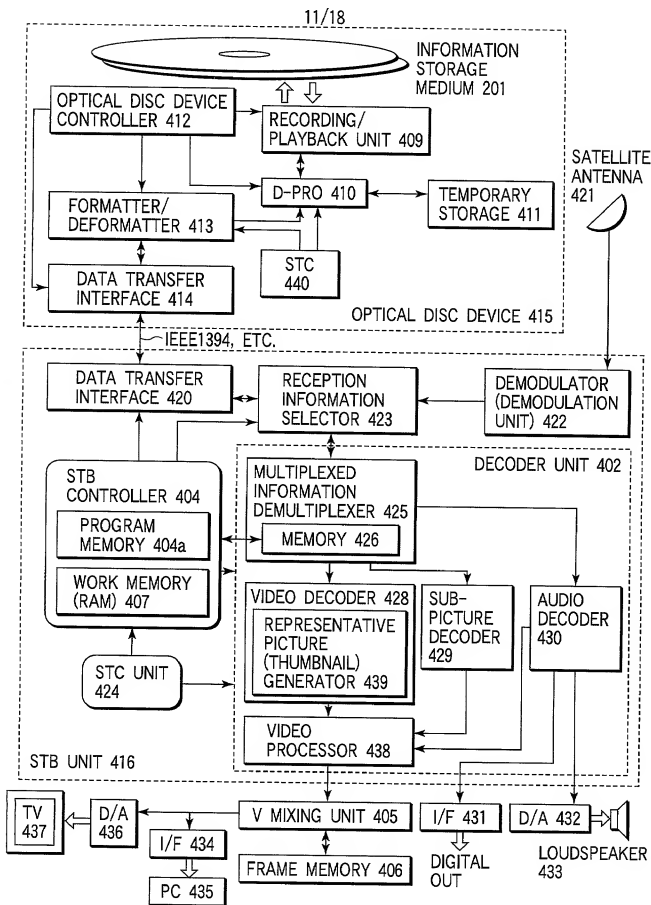 11/18
INFORMATION
STORAGE
MEDIUM 201
OPTICAL DISC DEVICE
CONTROLLER 412
RECORDING/
PLAYBACK UNIT 409
SATELLITE
ANTENNA
421
D-PRO 410
TEMPORARY
STORAGE 411
FORMATTER/
DEFORMATTER 413
STC
440
DATA TRANSFER
INTERFACE 414
OPTICAL DISC DEVICE 415
IEEE1394, ETC.
DATA TRANSFER
INTERFACE 420
RECEPTION
INFORMATION
SELECTOR 423
DEMODULATOR
(DEMODULATION
UNIT) 422
DECODER UNIT 402
STB
CONTROLLER 404
PROGRAM
MEMORY 404a
WORK MEMORY
(RAM) 407
MULTIPLEXED
INFORMATION
DEMULTIPLEXER 425
MEMORY 426
VIDEO DECODER 428
REPRESENTATIVE
PICTURE
(THUMBNAIL)
GENERATOR 439
SUB-
PICTURE
DECODER
429
AUDIO
DECODER
430
STC UNIT
424
VIDEO
PROCESSOR 438
STB UNIT 416
TV
437
D/A
436
V MIXING UNIT 405
I/F 431
D/A 432
I/F 434
FRAME MEMORY 406
DIGITAL
OUT
LOUDSPEAKER
433
PC 435